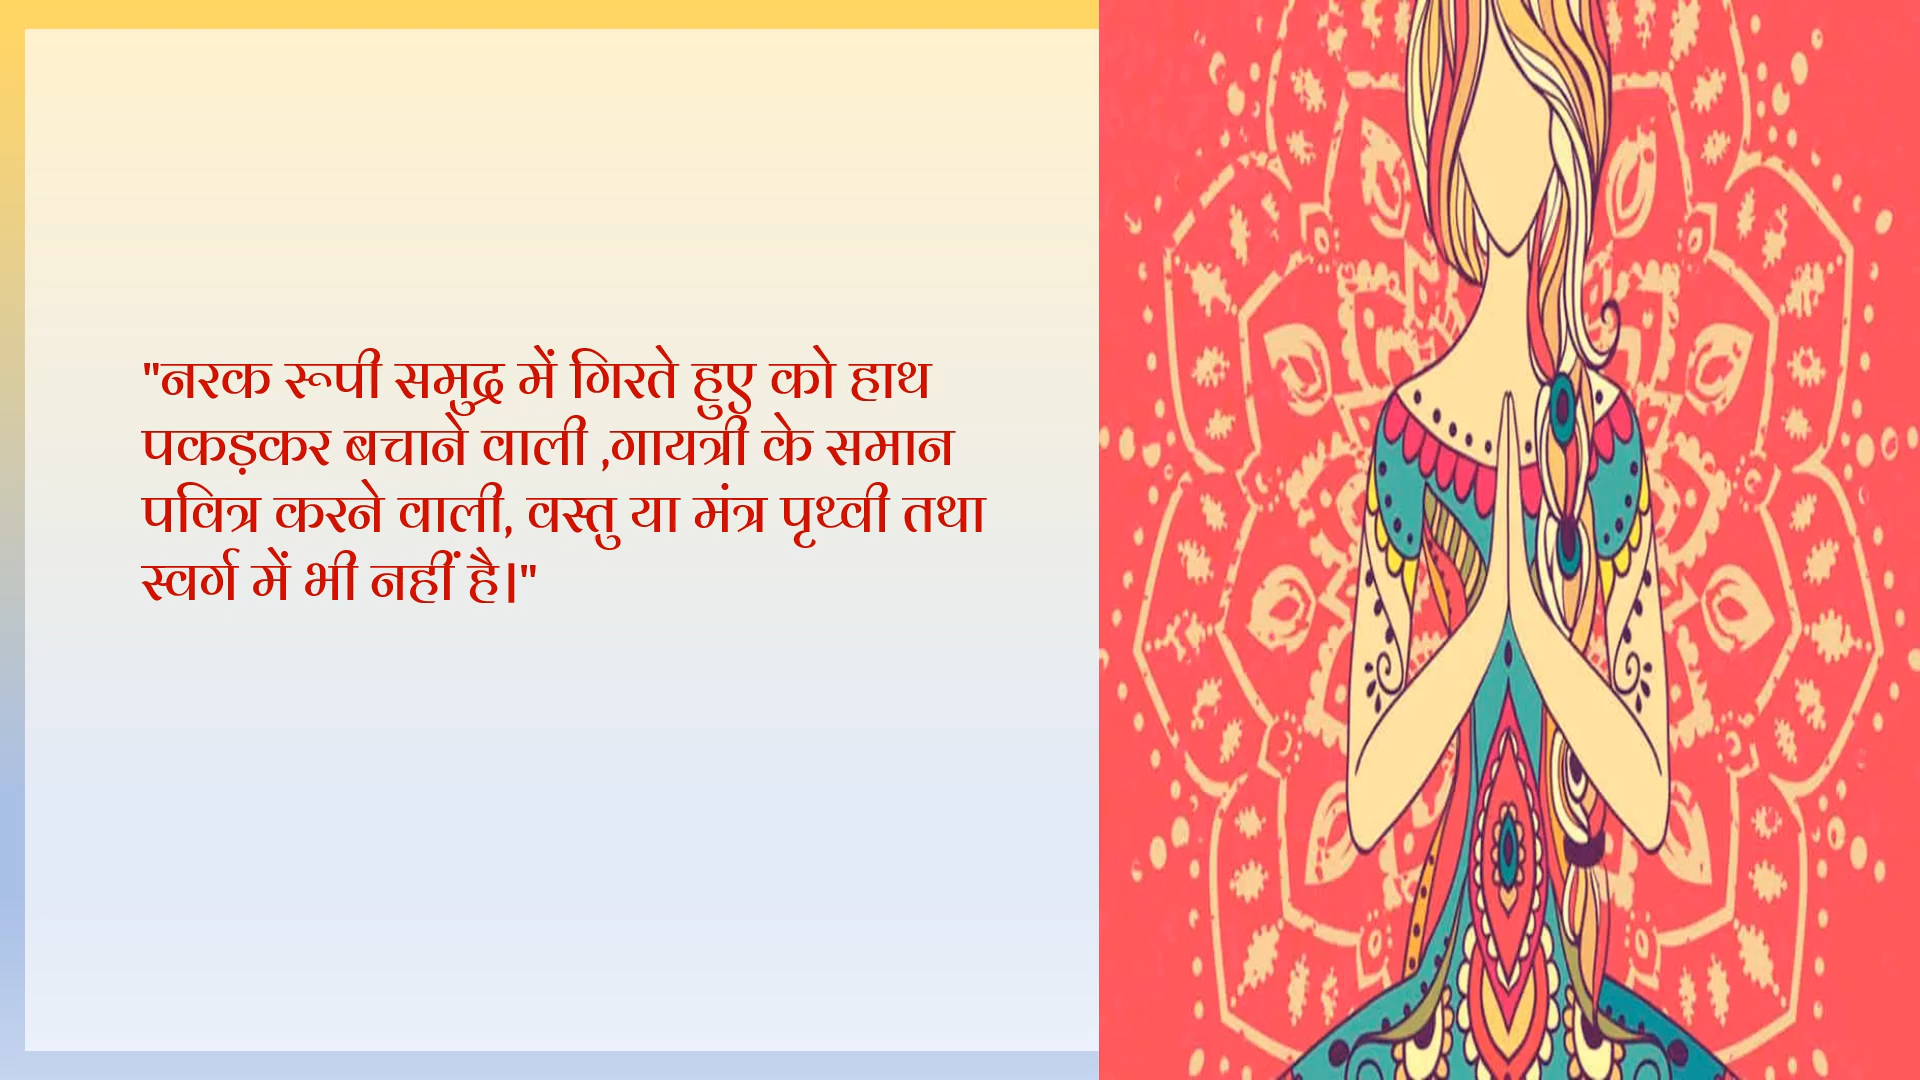 "नरक रूपी समुद्र में गिरते हुए को हाथ
पकड़कर बचाने वाली ,गायत्री के समान
पवित्र करने वाली, वस्तु या मंत्र पृथ्वी तथा
स्वर्ग में भी नहीं है।"